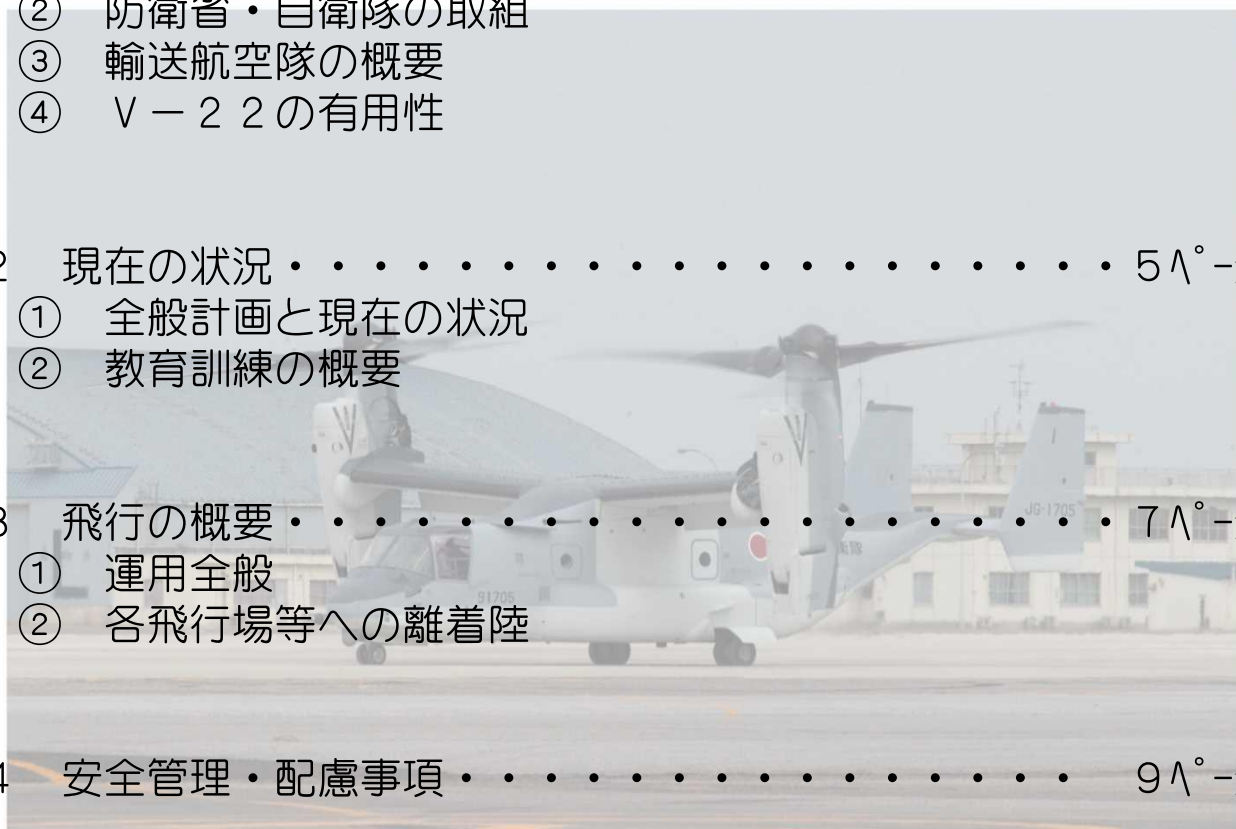 ② 防衛省・自衛隊の取組
③ 輸送航空隊の概要
④ Ｖ－２２の有用性
2 現在の状況・・・・・・・・・・・・・・・・・・・・５ﾍﾟｰ
① 全般計画と現在の状況
② 教育訓練の概要
3 飛行の概要・・・・・・・・・・・・・・・・・・・・７ﾍﾟｰ
① 運用全般
② 各飛行場等への離着陸
4 安全管理・配慮事項・・・・・・・・・・・・・・・ ９ﾍﾟｰ
JG-1705
91705